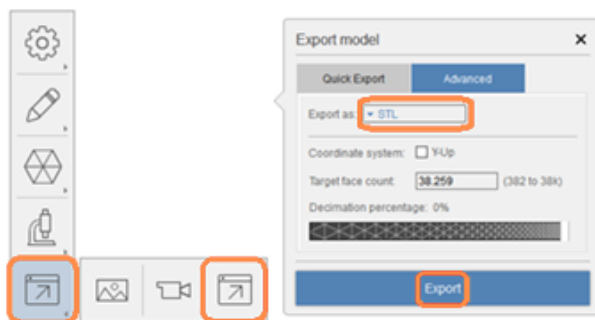 Export model
Quick Export
Advanced
Export as: STL
Coordinate system: Y-Up
Target face count: 38.259 (382 to 38k)
Decimation percentage: 0%
Export